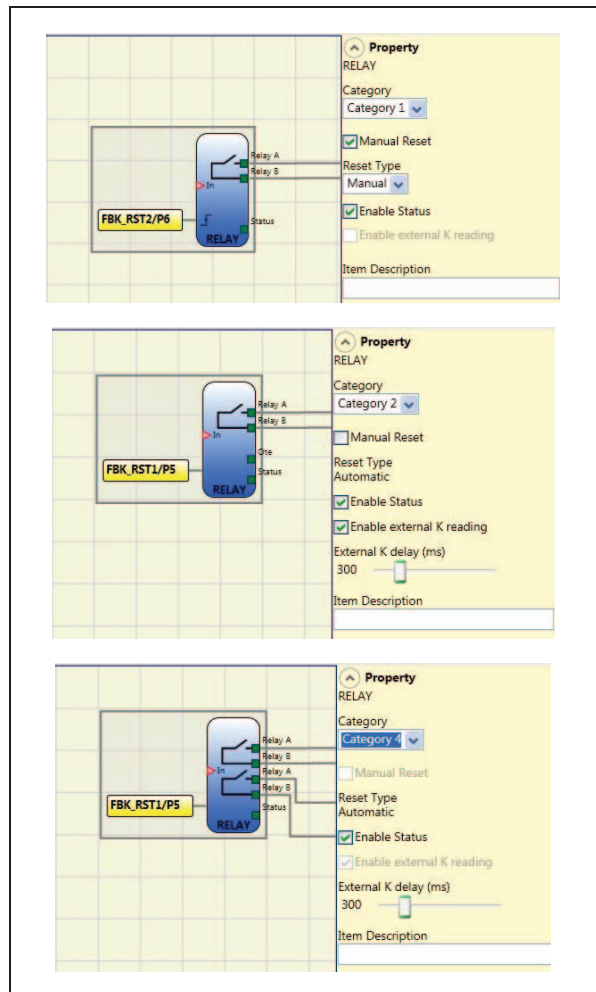 Property
RELAY
Category
Category 1
Manual Reset
Reset Type
Manual
Enable Status
Enable external K reading
Item Description
Relay A
Relay B
In
FBK_RST2/P6
Status
RELAY
Property
RELAY
Category
Category 2
Manual Reset
Reset Type
Automatic
Enable Status
Enable external K reading
External K delay (ms)
300
Item Description
Relay A
Relay B
In
Ote
FBK_RST1/P5
Status
RELAY
Property
RELAY
Category
Category 4
Manual Reset
Reset Type
Automatic
Enable Status
Enable external K reading
External K delay (ms)
300
Item Description
Relay A
Relay B
In
Relay A
Relay B
FBK_RST1/P5
Status
RELAY